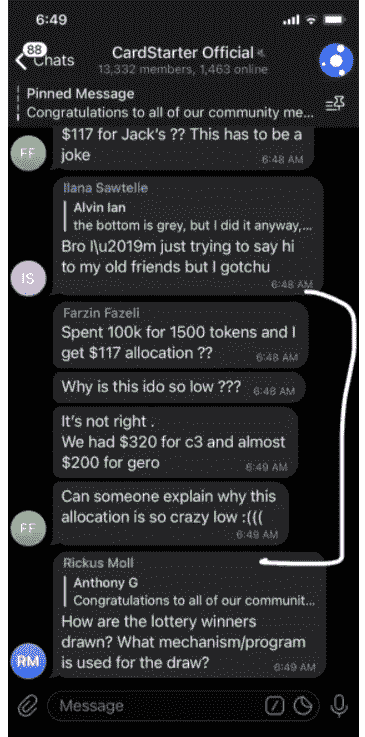 6:49
88
Chats
CardStarter Official
13,332 members, 1,463 online
Pinned Message
Congratulations to all of our community me...
$117 for Jack's ?? This has to be a
joke
6:48 AM
FF
Ilana Sawtelle
Alvin Ian
the bottom is grey, but I did it anyway,...
Bro I\u2019m just trying to say hi
to my old friends but I gotchu
6:48 AM
IS
Farzin Fazeli
Spent 100k for 1500 tokens and I
get $117 allocation ??
6:48 AM
Why is this ido so low ???
6:48 AM
It's not right .
We had $320 for c3 and almost
$200 for gero
6:49 AM
Can someone explain why this
allocation is so crazy low :(((
6:49 AM
FF
Rickus Moll
Anthony G
Congratulations to all of our communit...
How are the lottery winners
drawn? What mechanism/program
is used for the draw?
6:49 AM
RM
Message